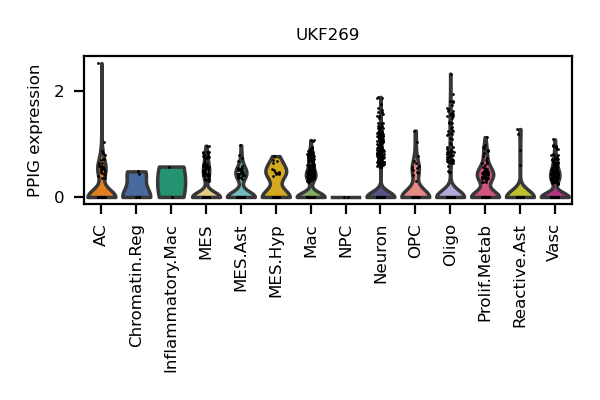 UKF269
PPIG expression
2
0
AC
Chromatin.Reg
Inflammatory.Mac
MES
MES.Ast
MES.Hyp
Mac
NPC
Neuron
OPC
Oligo
Prolif.Metab
Reactive.Ast
Vasc